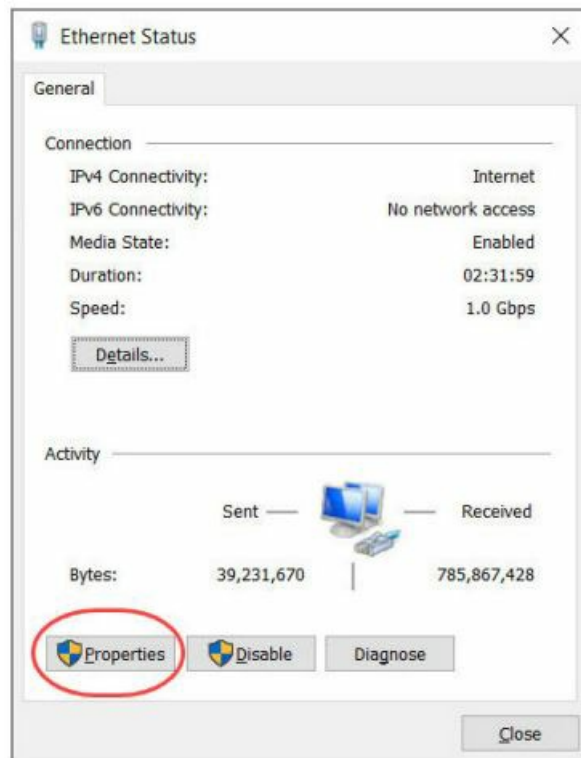 Ethernet Status
General
Connection
IPv4 Connectivity: Internet
IPv6 Connectivity: No network access
Media State: Enabled
Duration: 02:31:59
Speed: 1.0 Gbps
Details...
Activity
Sent Received
Bytes: 39,231,670 785,867,428
Properties Disable Diagnose
Close